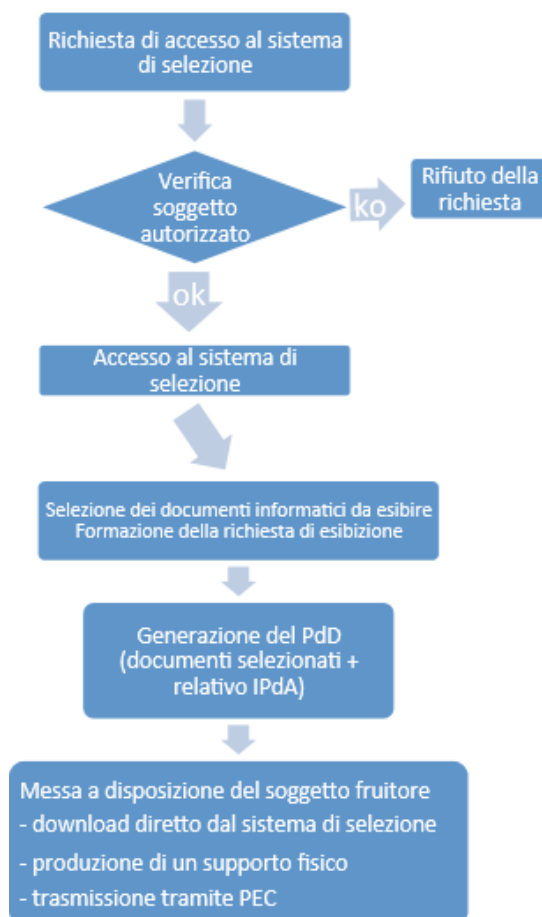 Richiesta di accesso al sistema
di selezione
Verifica
soggetto
autorizzato
ko
Rifiuto della
richiesta
ok
Accesso al sistema di
selezione
Selezione dei documenti informatici da esibire
Formazione della richiesta di esibizione
Generazione del PdD
(documenti selezionati +
relativo IPdA)
Messa a disposizione del soggetto fruitore
- download diretto dal sistema di selezione
- produzione di un supporto fisico
- trasmissione tramite PEC